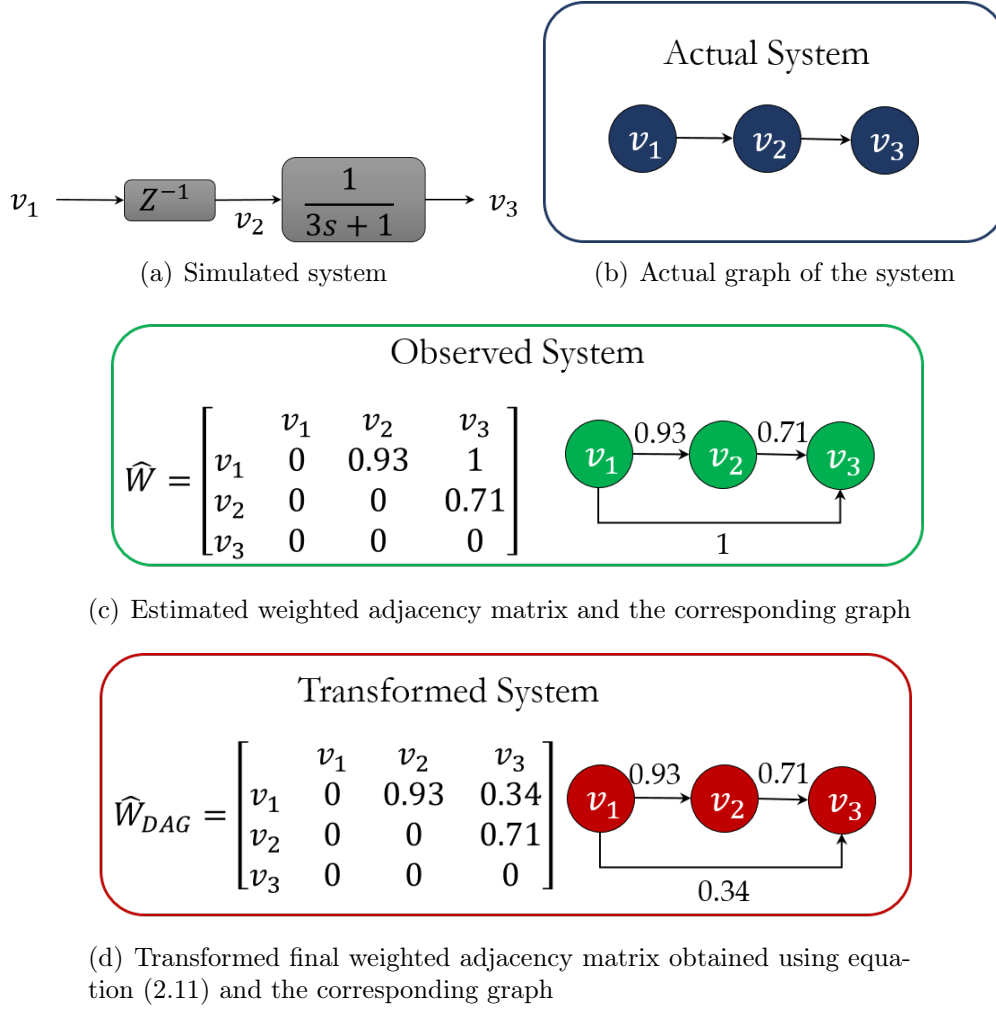 v₁
Z⁻¹
v₂
1
3s + 1
v₃
(a) Simulated system
Actual System
v₁ v₂ v₃
(b) Actual graph of the system
Observed System
v₁ v₂ v₃
v₁ 0 0.93 1
Ŵ =
v₂ 0 0 0.71
v₃ 0 0 0
0.93 0.71
v₁ v₂ v₃
1
(c) Estimated weighted adjacency matrix and the corresponding graph
Transformed System
v₁ v₂ v₃
v₁ 0 0.93 0.34
Ŵ_DAG =
v₂ 0 0 0.71
v₃ 0 0 0
0.93 0.71
v₁ v₂ v₃
0.34
(d) Transformed final weighted adjacency matrix obtained using equa-
tion (2.11) and the corresponding graph